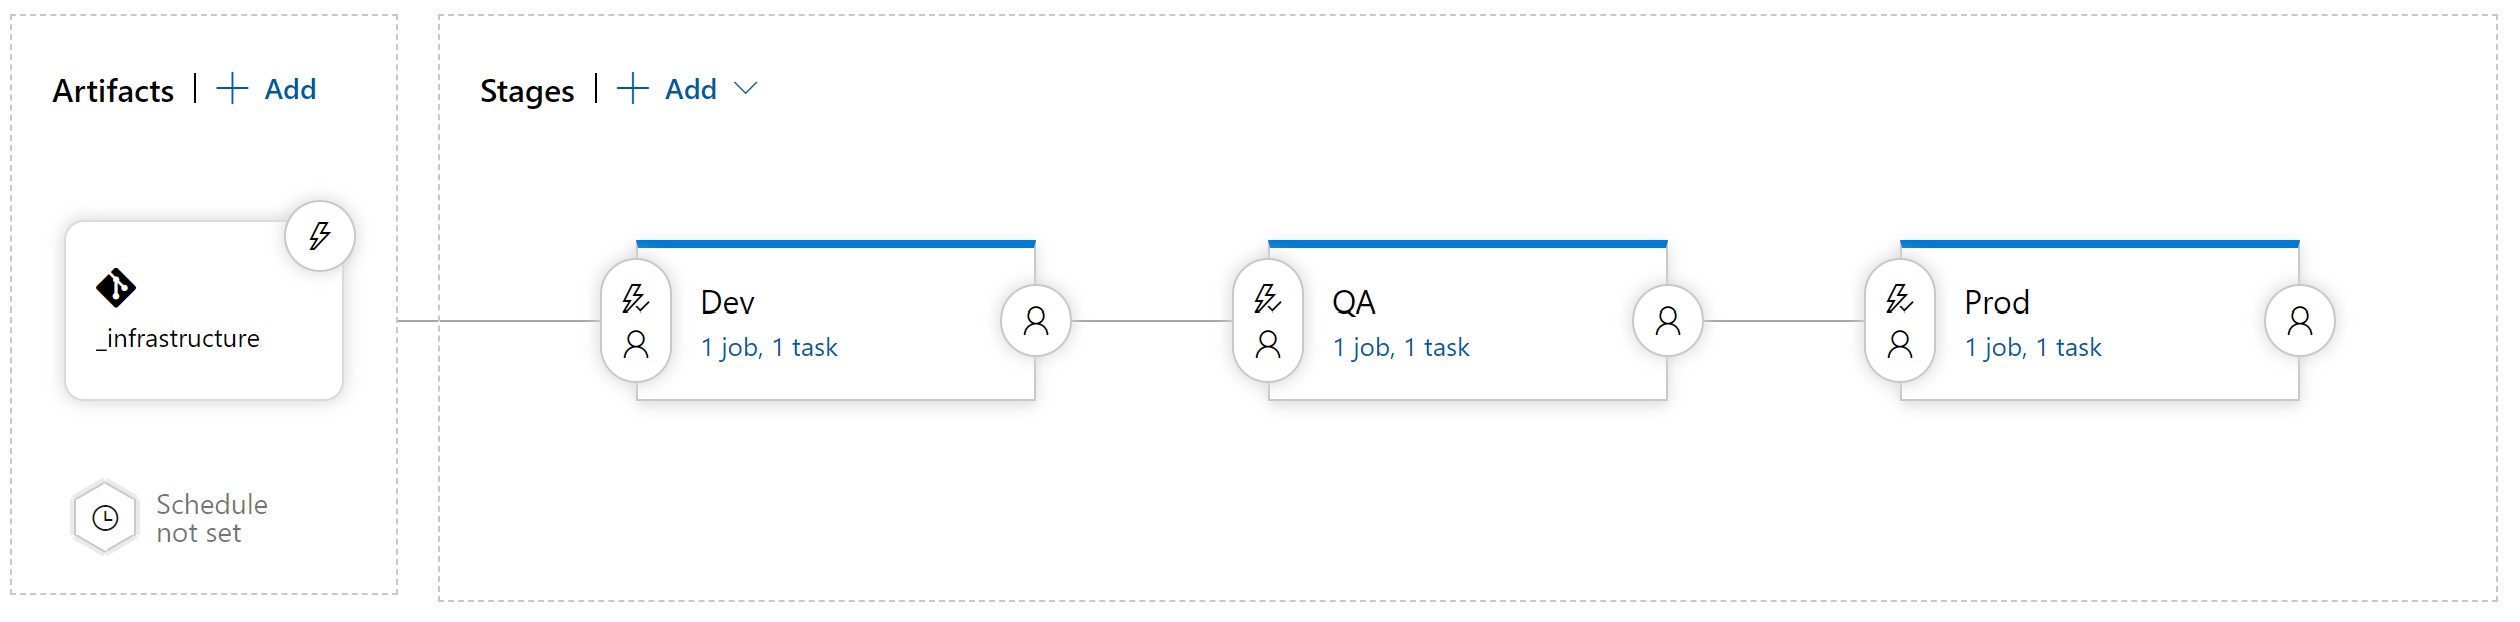 Artifacts | + Add
_infrastructure
Schedule
not set
Stages | + Add
Dev
1 job, 1 task
QA
1 job, 1 task
Prod
1 job, 1 task